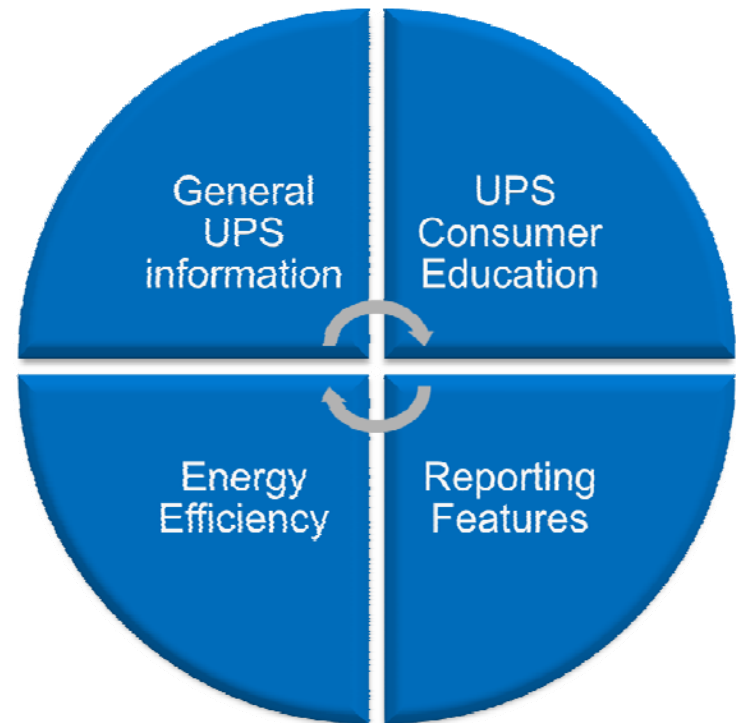 General
UPS
information
UPS
Consumer
Education
Energy
Efficiency
Reporting
Features